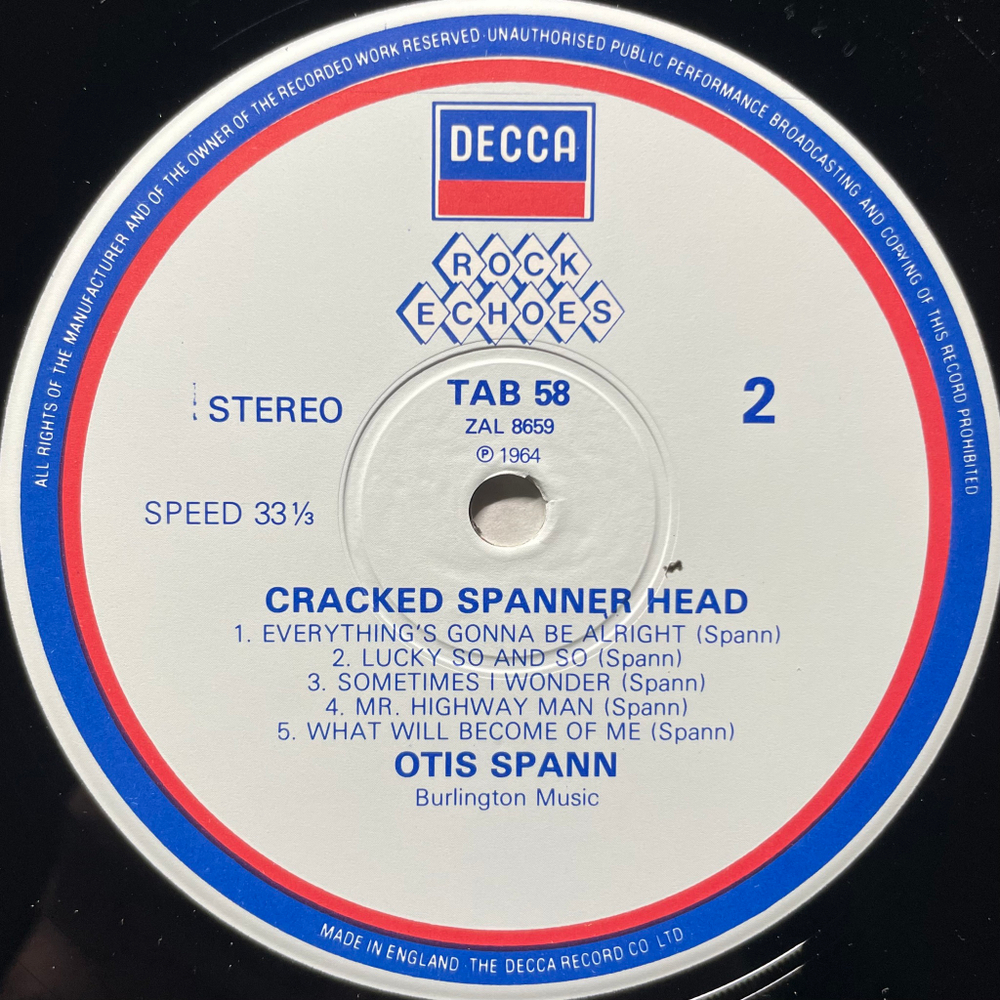 ALL RIGHTS OF THE MANUFACTURER AND OF THE OWNER OF THE RECORDED WORK RESERVED·UNAUTHORISED PUBLIC PERFORMANCE BROADCASTING AND COPYING OF THIS RECORD PROHIBITED
DECCA
ROCK
ECHOES
STEREO
TAB 58
2
ZAL 8659
℗ 1964
SPEED 33⅓
CRACKED SPANNER HEAD
1. EVERYTHING'S GONNA BE ALRIGHT (Spann)
2. LUCKY SO AND SO (Spann)
3. SOMETIMES I WONDER (Spann)
4. MR. HIGHWAY MAN (Spann)
5. WHAT WILL BECOME OF ME (Spann)
OTIS SPANN
Burlington Music
MADE IN ENGLAND·THE DECCA RECORD CO LTD